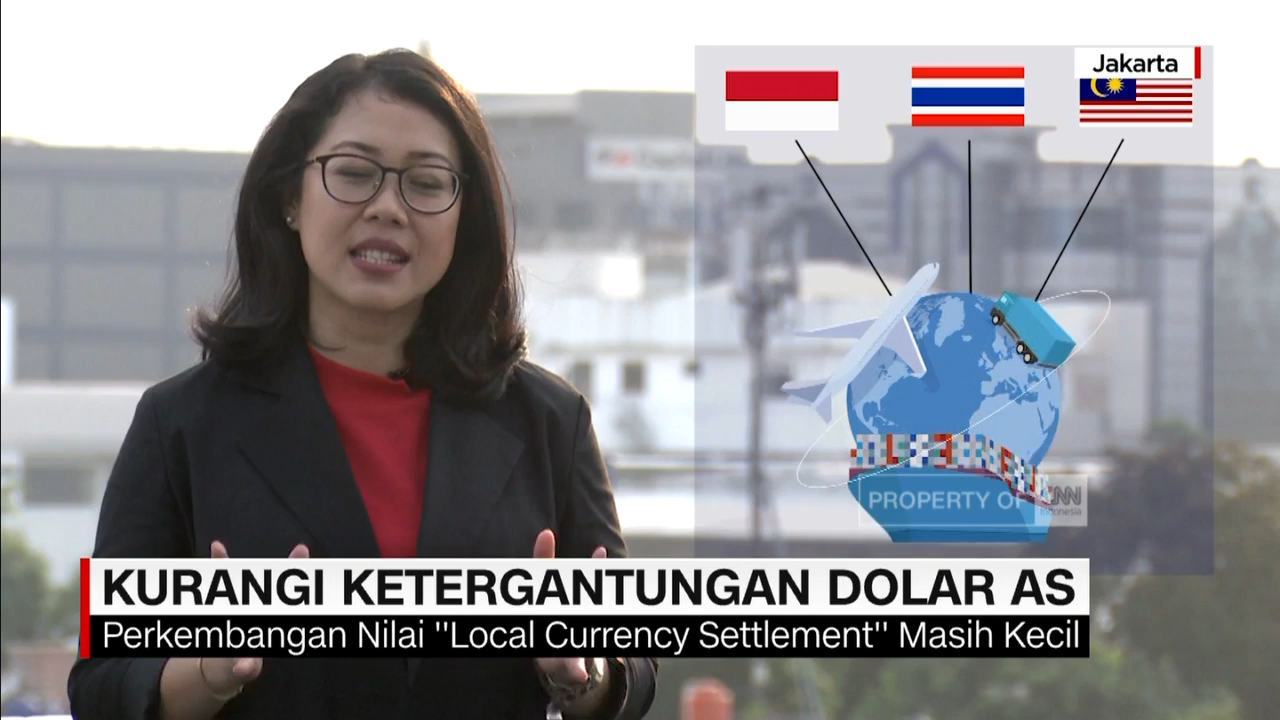 Jakarta
PROPERTY OF CNN
Indonesia
KURANGI KETERGANTUNGAN DOLAR AS
Perkembangan Nilai "Local Currency Settlement" Masih Kecil